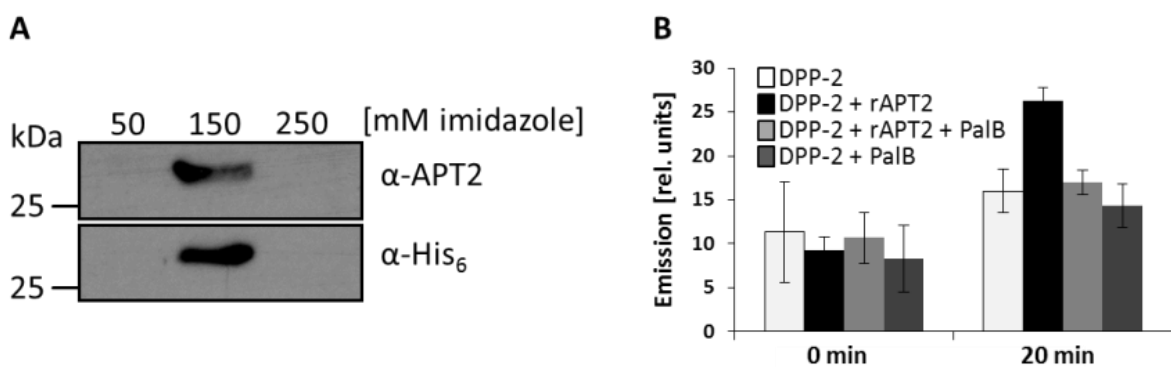 A
kDa 50 150 250 [mM imidazole]
α-APT2
25
α-His₆
25
B
Emission [rel. units]
30
25
20
15
10
5
0
DPP-2
DPP-2 + rAPT2
DPP-2 + rAPT2 + PalB
DPP-2 + PalB
0 min 20 min